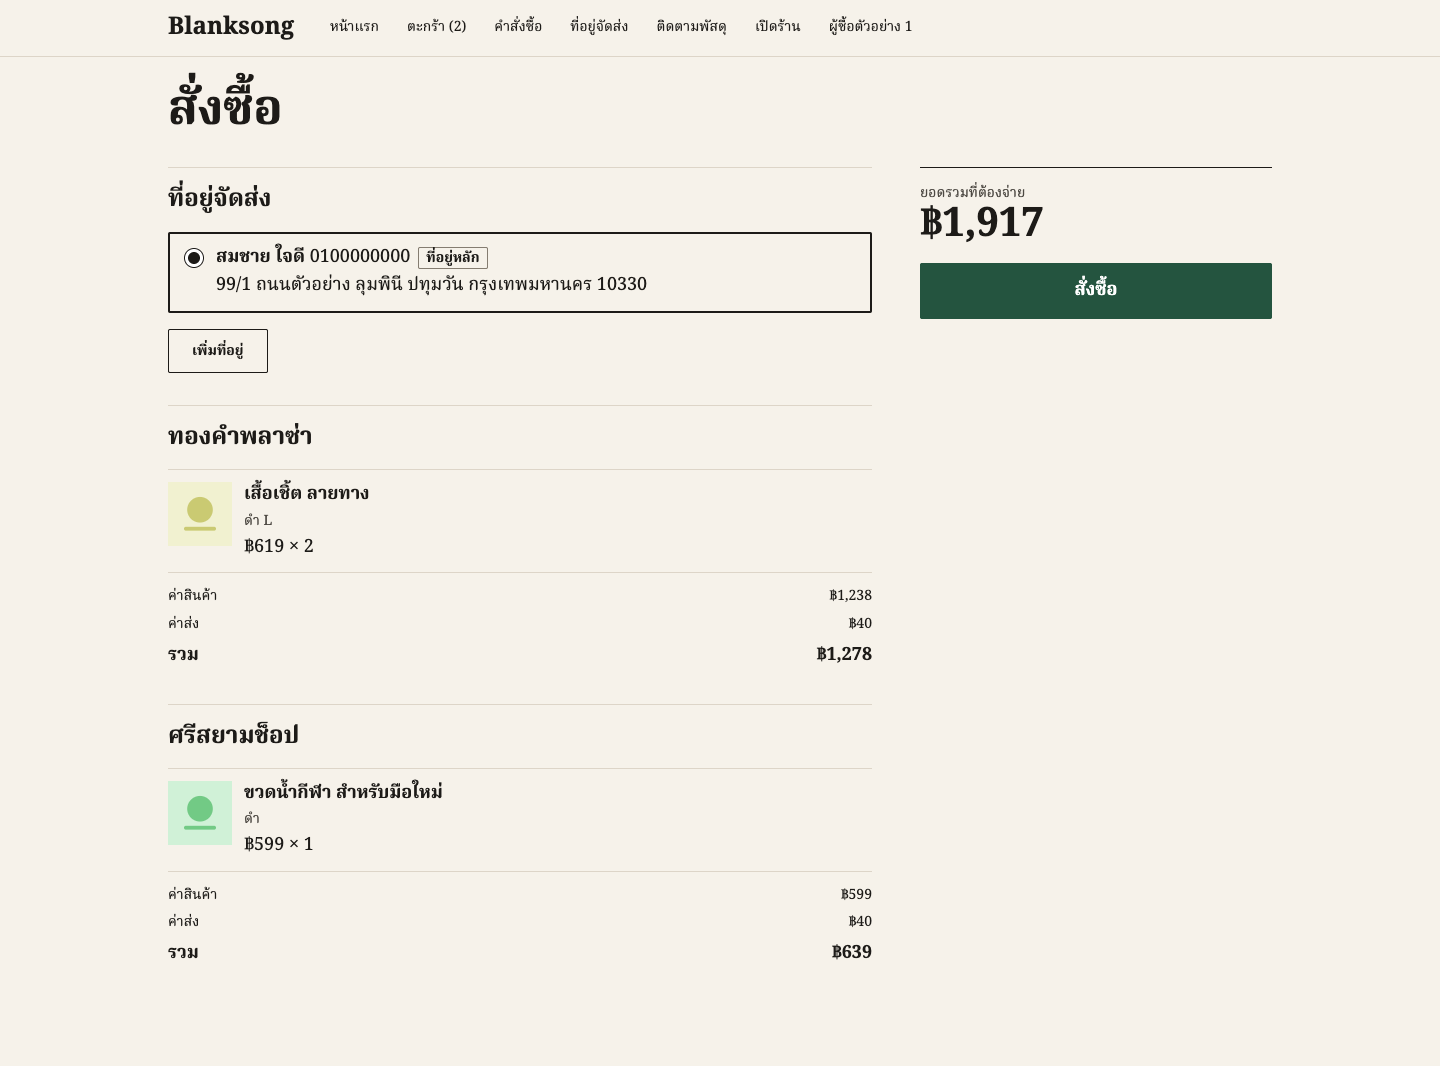 Blanksong
หน้าแรก
ตะกร้า (2)
คำสั่งซื้อ
ที่อยู่จัดส่ง
ติดตามพัสดุ
เปิดร้าน
ผู้ซื้อตัวอย่าง 1
สั่งซื้อ
ที่อยู่จัดส่ง
สมชาย ใจดี 0100000000 ที่อยู่หลัก
99/1 ถนนตัวอย่าง ลุมพินี ปทุมวัน กรุงเทพมหานคร 10330
เพิ่มที่อยู่
ทองคำพลาซ่า
เสื้อเชิ้ต ลายทาง
ดำ L
฿619 × 2
ค่าสินค้า ฿1,238
ค่าส่ง ฿40
รวม ฿1,278
ศรีสยามช็อป
ขวดน้ำกีฬา สำหรับมือใหม่
ดำ
฿599 × 1
ค่าสินค้า ฿599
ค่าส่ง ฿40
รวม ฿639
ยอดรวมที่ต้องจ่าย
฿1,917
สั่งซื้อ